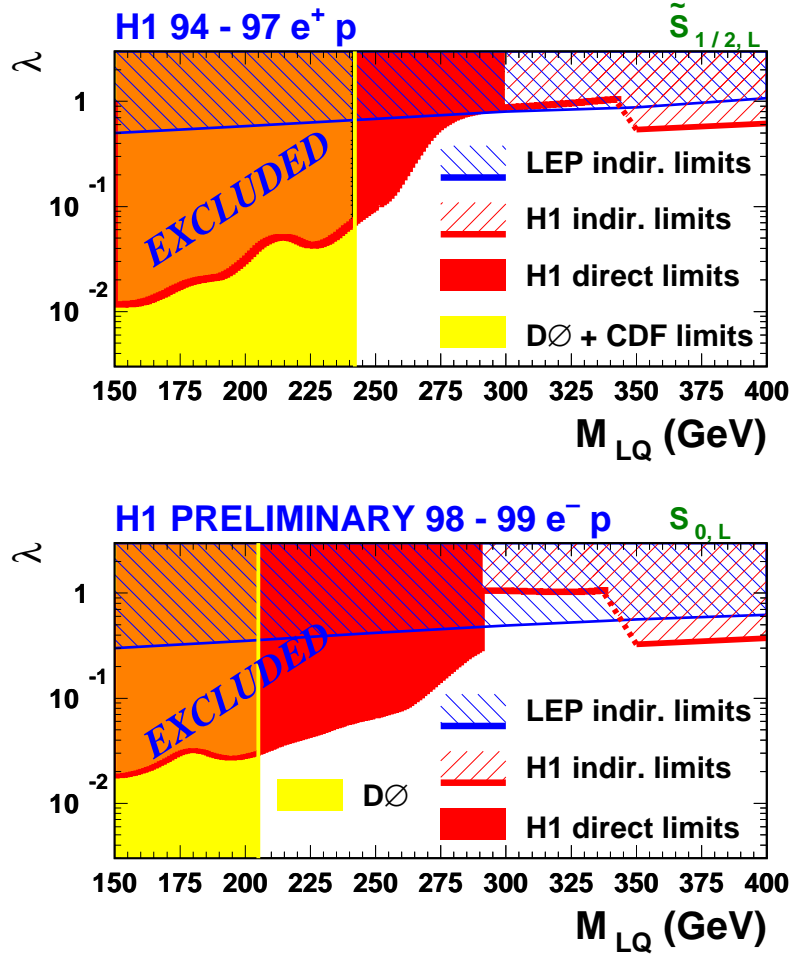 H1 94 - 97 e⁺ p
S̃ 1 / 2, L
λ
1
10⁻¹
10⁻²
EXCLUDED
LEP indir. limits
H1 indir. limits
H1 direct limits
DØ + CDF limits
150 175 200 225 250 275 300 325 350 375 400
M LQ (GeV)
H1 PRELIMINARY 98 - 99 e⁻ p
S 0, L
λ
1
10⁻¹
10⁻²
EXCLUDED
LEP indir. limits
H1 indir. limits
H1 direct limits
DØ
150 175 200 225 250 275 300 325 350 375 400
M LQ (GeV)